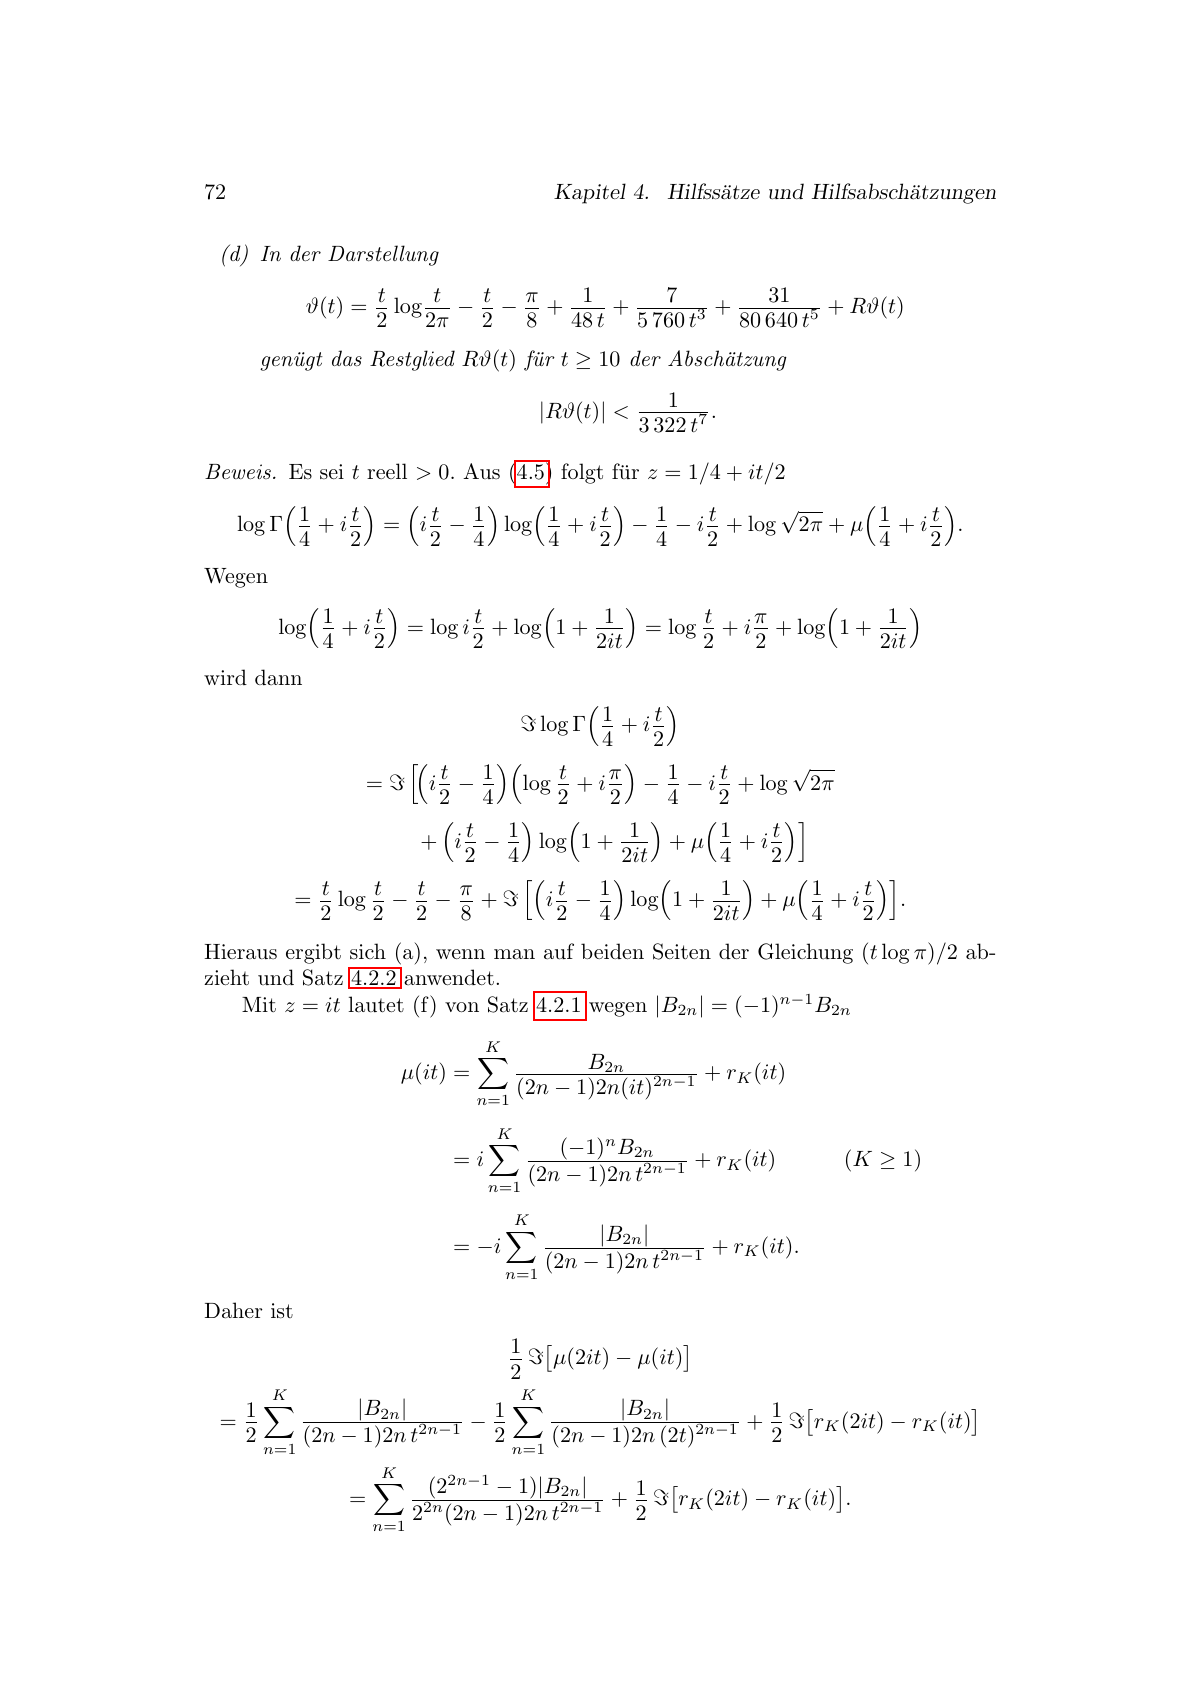 72 Kapitel 4. Hilfssätze und Hilfsabschätzungen
(d) In der Darstellung
ϑ(t) = t/2 log t/2π − t/2 − π/8 + 1/(48 t) + 7/(5 760 t³) + 31/(80 640 t⁵) + Rϑ(t)
genügt das Restglied Rϑ(t) für t ≥ 10 der Abschätzung
|Rϑ(t)| < 1/(3 322 t⁷).
Beweis. Es sei t reell > 0. Aus (4.5) folgt für z = 1/4 + it/2
log Γ(1/4 + i t/2) = (i t/2 − 1/4) log(1/4 + i t/2) − 1/4 − i t/2 + log √2π + μ(1/4 + i t/2).
Wegen
log(1/4 + i t/2) = log i t/2 + log(1 + 1/(2it)) = log t/2 + i π/2 + log(1 + 1/(2it))
wird dann
ℑ log Γ(1/4 + i t/2)
= ℑ [(i t/2 − 1/4)(log t/2 + i π/2) − 1/4 − i t/2 + log √2π
+ (i t/2 − 1/4) log(1 + 1/(2it)) + μ(1/4 + i t/2)]
= t/2 log t/2 − t/2 − π/8 + ℑ [(i t/2 − 1/4) log(1 + 1/(2it)) + μ(1/4 + i t/2)].
Hieraus ergibt sich (a), wenn man auf beiden Seiten der Gleichung (t log π)/2 ab-
zieht und Satz 4.2.2 anwendet.
Mit z = it lautet (f) von Satz 4.2.1 wegen |B_{2n}| = (−1)^{n−1}B_{2n}
μ(it) = ∑_{n=1}^{K} B_{2n}/((2n − 1)2n(it)^{2n−1}) + r_K(it)
= i ∑_{n=1}^{K} (−1)^n B_{2n}/((2n − 1)2n t^{2n−1}) + r_K(it) (K ≥ 1)
= −i ∑_{n=1}^{K} |B_{2n}|/((2n − 1)2n t^{2n−1}) + r_K(it).
Daher ist
1/2 ℑ[μ(2it) − μ(it)]
= 1/2 ∑_{n=1}^{K} |B_{2n}|/((2n − 1)2n t^{2n−1}) − 1/2 ∑_{n=1}^{K} |B_{2n}|/((2n − 1)2n (2t)^{2n−1}) + 1/2 ℑ[r_K(2it) − r_K(it)]
= ∑_{n=1}^{K} (2^{2n−1} − 1)|B_{2n}|/(2^{2n}(2n − 1)2n t^{2n−1}) + 1/2 ℑ[r_K(2it) − r_K(it)].